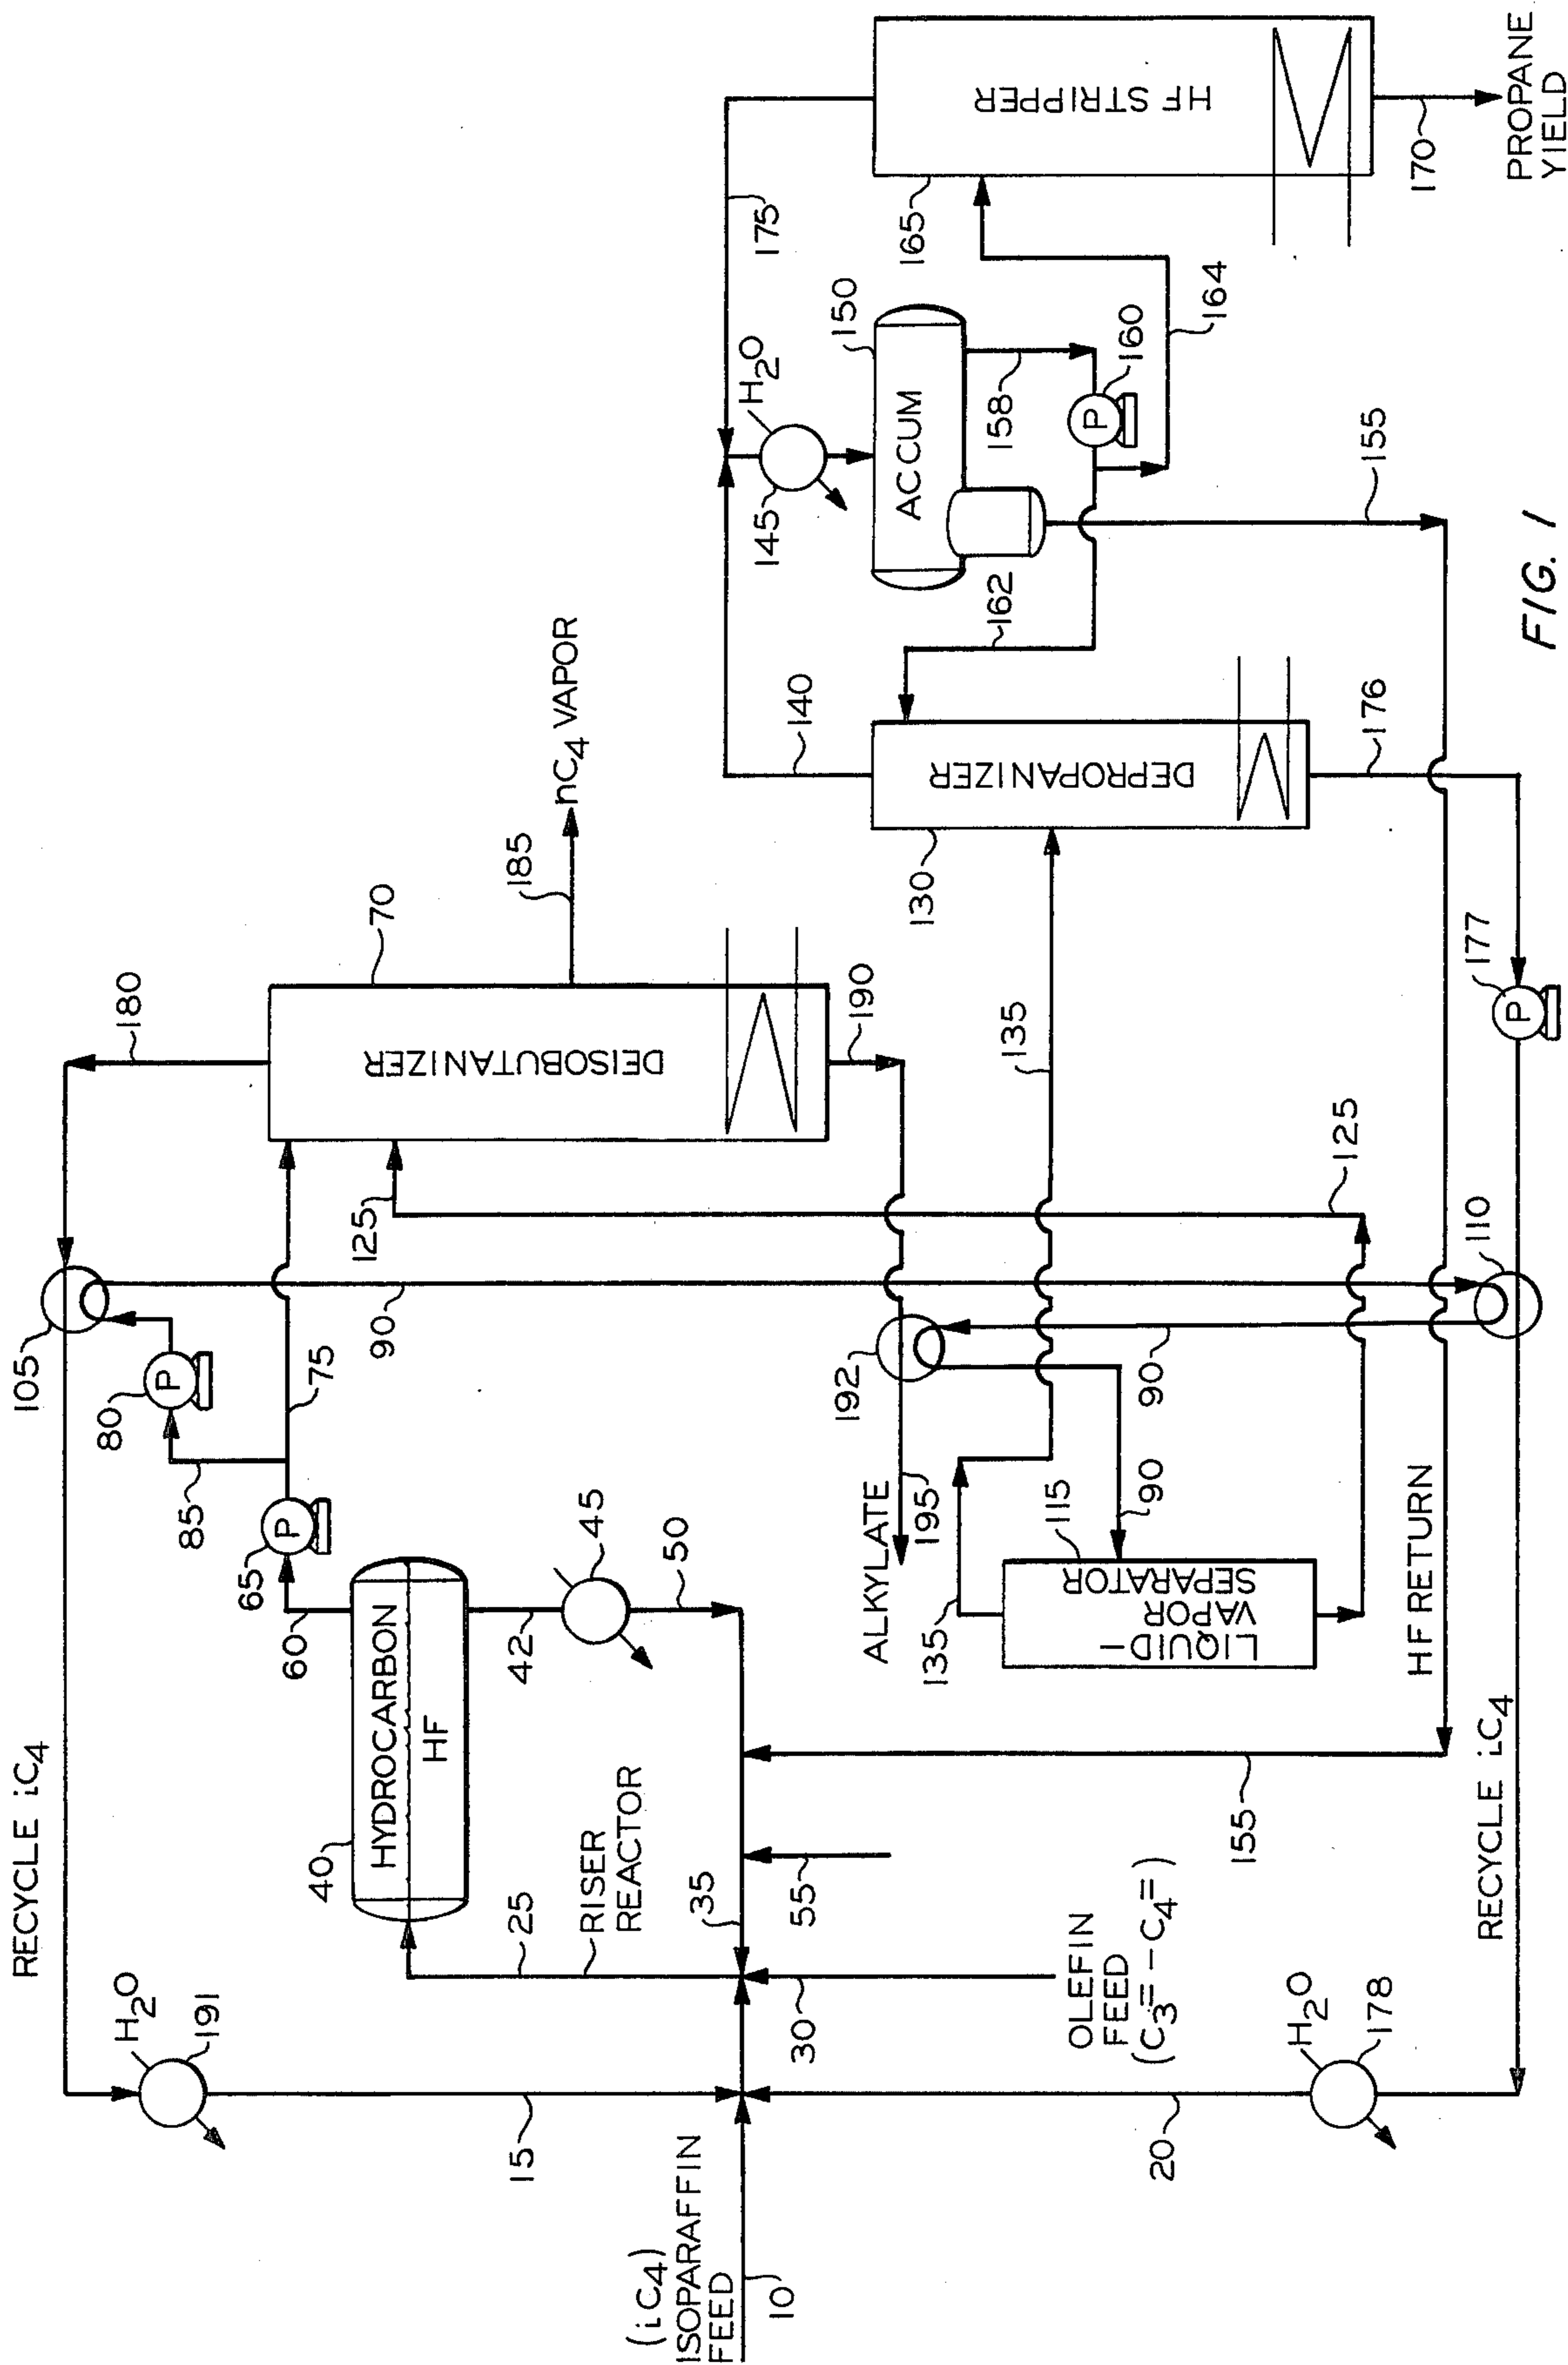 RECYCLE iC4
H2O
191
15
(iC4)
ISOPARAFFIN
FEED
10
20
H2O
178
RECYCLE iC4
30
OLEFIN
FEED
(C3= – C4=)
25
RISER
REACTOR
35
55
155
HF RETURN
40
HYDROCARBON
HF
42
45
50
60
65
P
85
80
P
75
105
90
125
180
70
DEISOBUTANIZER
185
nC4 VAPOR
190
192
ALKYLATE
195
135
115
LIQUID-
VAPOR
SEPARATOR
90
90
110
125
135
130
DEPROPANIZER
140
176
177
P
145
H2O
175
150
ACCUM
158
160
P
162
164
155
165
HF STRIPPER
170
PROPANE
YIELD
FIG. 1